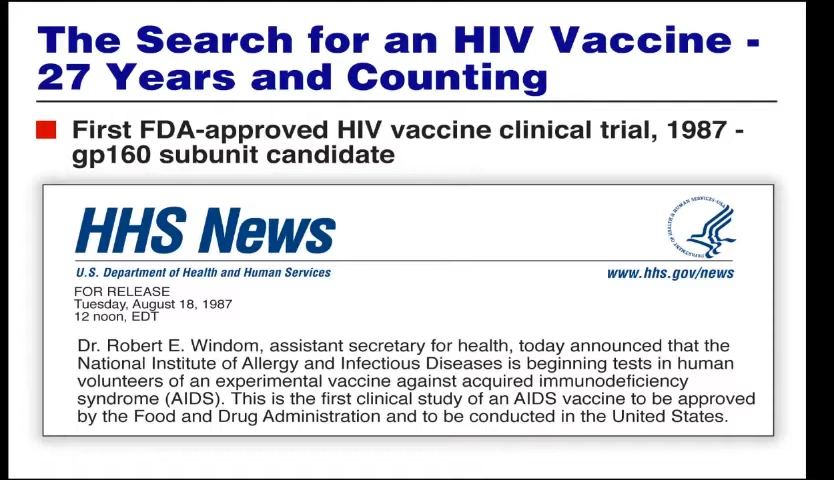 The Search for an HIV Vaccine -
27 Years and Counting
First FDA-approved HIV vaccine clinical trial, 1987 -
gp160 subunit candidate
HHS News
U.S. Department of Health and Human Services
www.hhs.gov/news
FOR RELEASE
Tuesday, August 18, 1987
12 noon, EDT
Dr. Robert E. Windom, assistant secretary for health, today announced that the
National Institute of Allergy and Infectious Diseases is beginning tests in human
volunteers of an experimental vaccine against acquired immunodeficiency
syndrome (AIDS). This is the first clinical study of an AIDS vaccine to be approved
by the Food and Drug Administration and to be conducted in the United States.